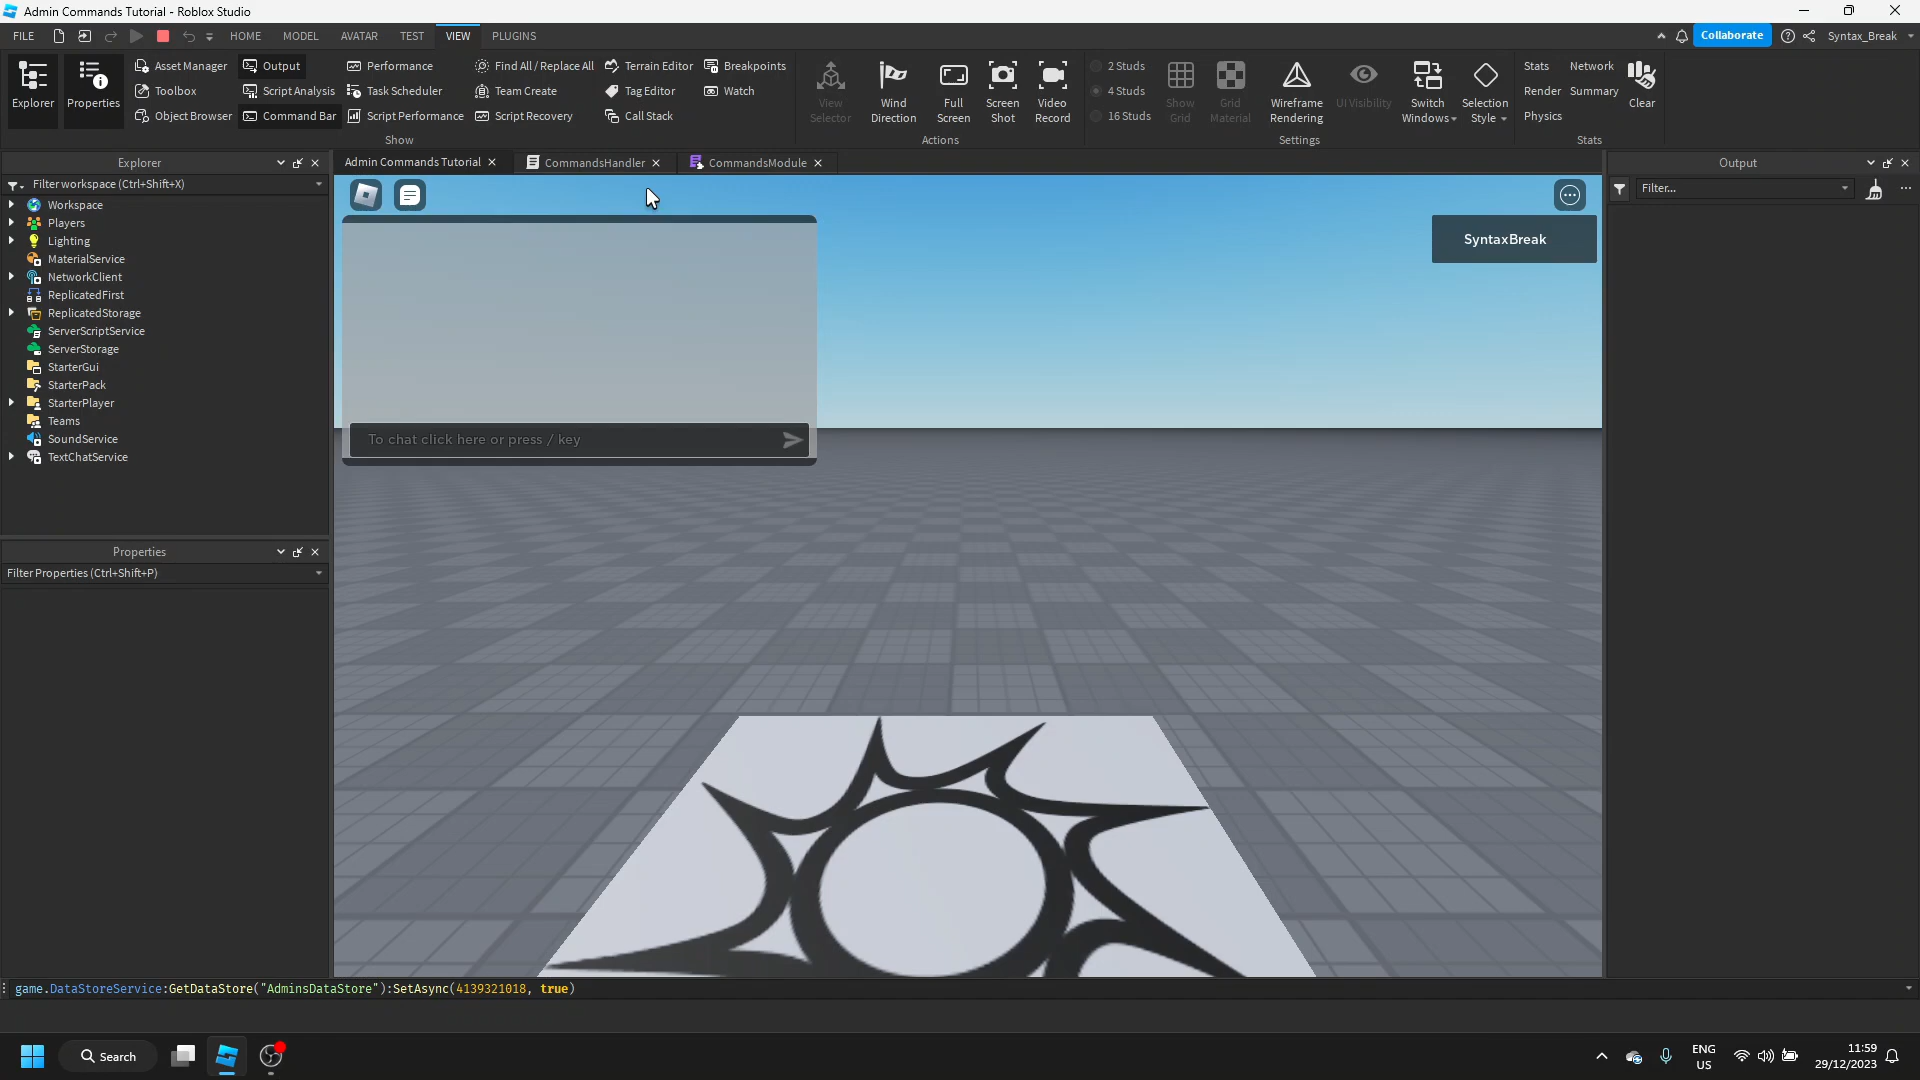 Admin Commands Tutorial - Roblox Studio
FILE HOME MODEL AVATAR TEST VIEW PLUGINS Collaborate Syntax_Break
Explorer
Properties
Asset Manager
Toolbox
Object Browser
Output
Script Analysis
Command Bar
Performance
Task Scheduler
Script Performance
Find All / Replace All
Team Create
Script Recovery
Terrain Editor
Tag Editor
Call Stack
Breakpoints
Watch
Show
View
Selector
Wind
Direction
Full
Screen
Screen
Shot
Video
Record
Actions
2 Studs
4 Studs
16 Studs
Show
Grid
Grid
Material
Wireframe
Rendering
UI Visibility
Switch
Windows
Selection
Style
Settings
Stats
Render
Physics
Network
Summary
Clear
Stats
Explorer
Filter workspace (Ctrl+Shift+X)
Workspace
Players
Lighting
MaterialService
NetworkClient
ReplicatedFirst
ReplicatedStorage
ServerScriptService
ServerStorage
StarterGui
StarterPack
StarterPlayer
Teams
SoundService
TextChatService
Properties
Filter Properties (Ctrl+Shift+P)
Admin Commands Tutorial
CommandsHandler
CommandsModule
To chat click here or press / key
SyntaxBreak
Output
Filter...
game.DataStoreService:GetDataStore("AdminsDataStore"):SetAsync(4139321018, true)
Search
ENG
US
11:59
29/12/2023